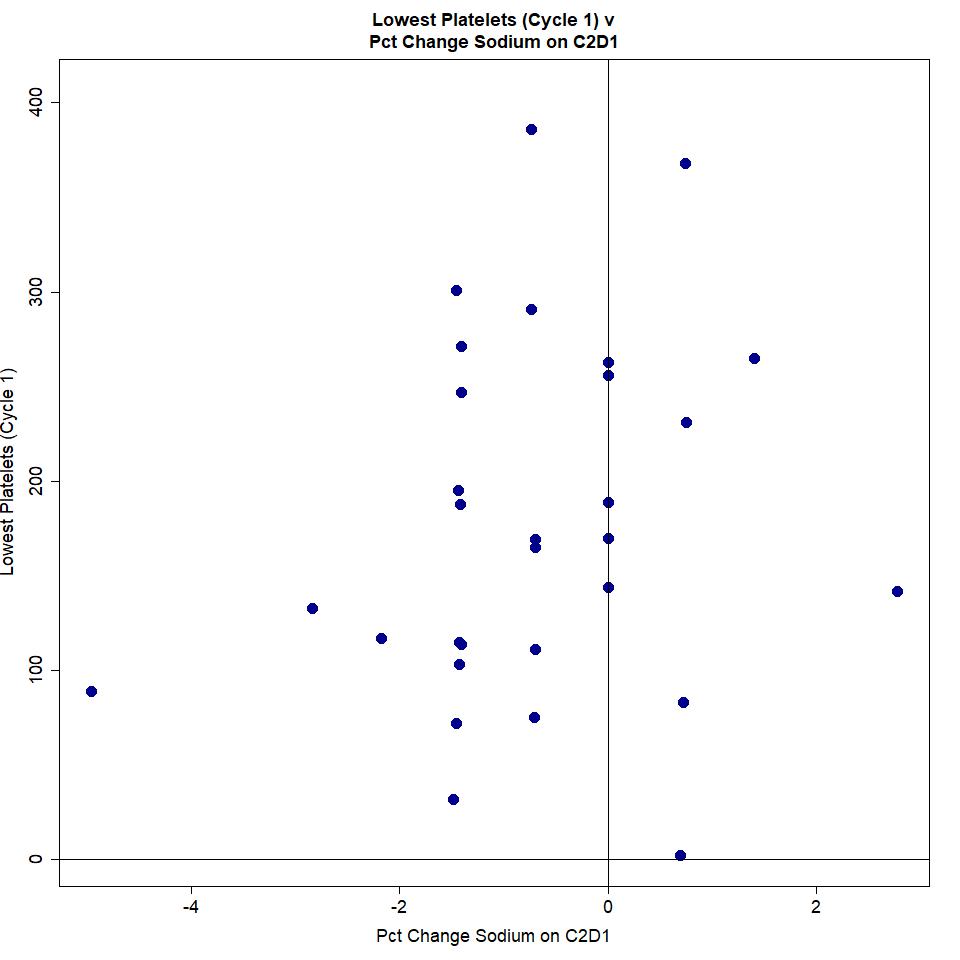 Lowest Platelets (Cycle 1) v
Pct Change Sodium on C2D1
400
300
200
100
0
Lowest Platelets (Cycle 1)
-4
-2
0
2
Pct Change Sodium on C2D1